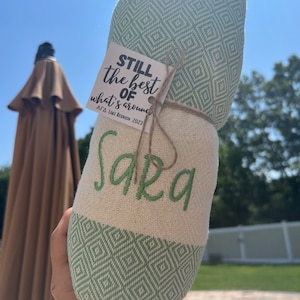 STILL
the best
OF
what's around
Sara